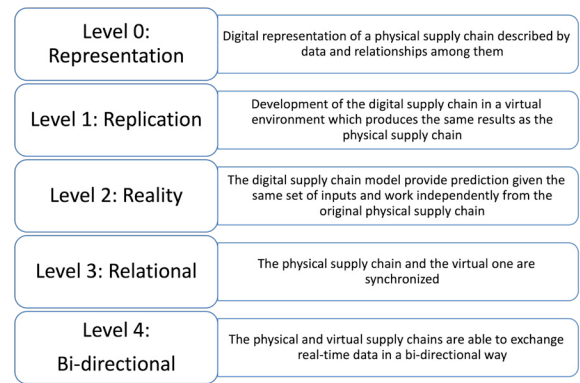 Level 0:
Representation
Digital representation of a physical supply chain described by
data and relationships among them
Level 1: Replication
Development of the digital supply chain in a virtual
environment which produces the same results as the
physical supply chain
Level 2: Reality
The digital supply chain model provide prediction given the
same set of inputs and work independently from the
original physical supply chain
Level 3: Relational
The physical supply chain and the virtual one are
synchronized
Level 4:
Bi-directional
The physical and virtual supply chains are able to exchange
real-time data in a bi-directional way